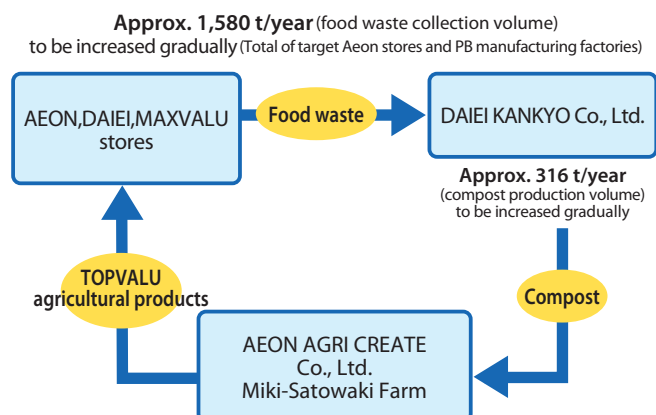 Approx. 1,580 t/year (food waste collection volume)
to be increased gradually (Total of target Aeon stores and PB manufacturing factories)
AEON,DAIEI,MAXVALU
stores
Food waste
DAIEI KANKYO Co., Ltd.
Approx. 316 t/year
(compost production volume)
to be increased gradually
Compost
TOPVALU
agricultural products
AEON AGRI CREATE
Co., Ltd.
Miki-Satowaki Farm